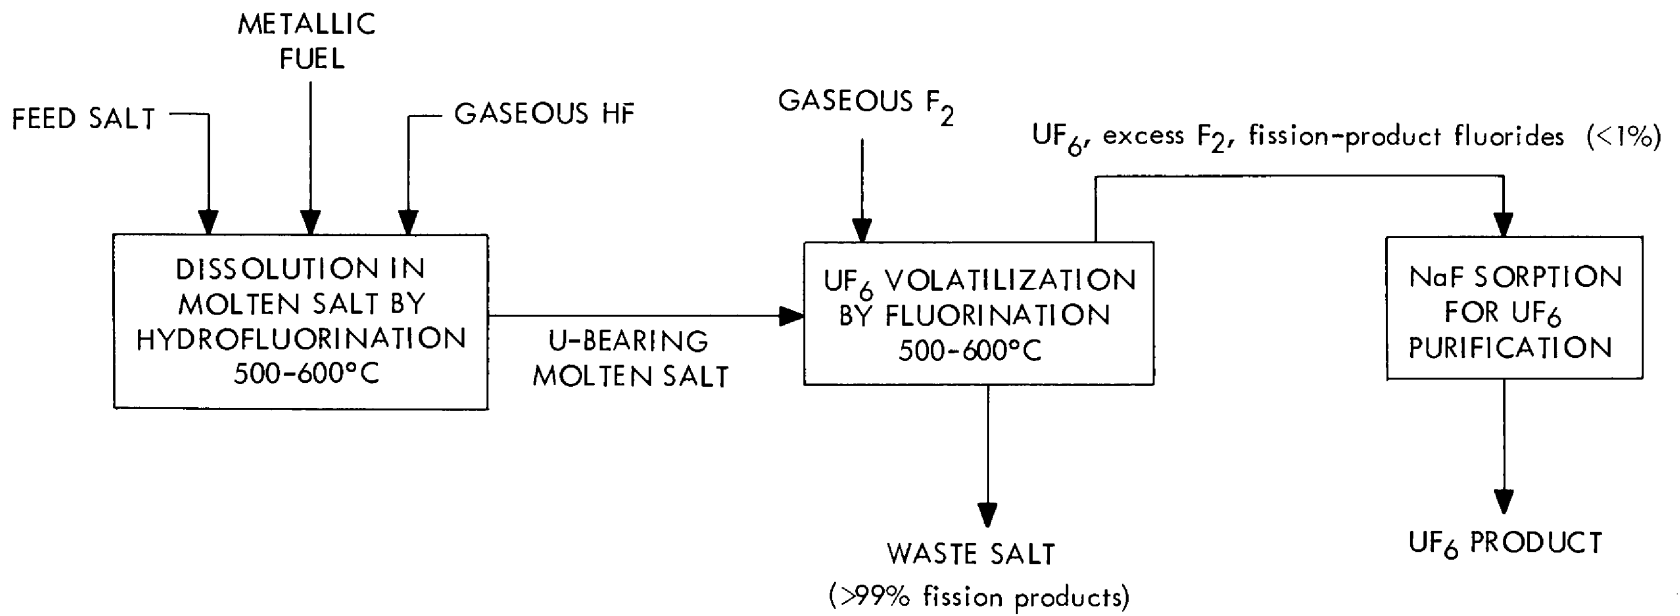 METALLIC
FUEL
FEED SALT
GASEOUS HF
GASEOUS F2
UF6, excess F2, fission-product fluorides (<1%)
DISSOLUTION IN
MOLTEN SALT BY
HYDROFLUORINATION
500-600°C
U-BEARING
MOLTEN SALT
UF6 VOLATILIZATION
BY FLUORINATION
500-600°C
NaF SORPTION
FOR UF6
PURIFICATION
WASTE SALT
(>99% fission products)
UF6 PRODUCT